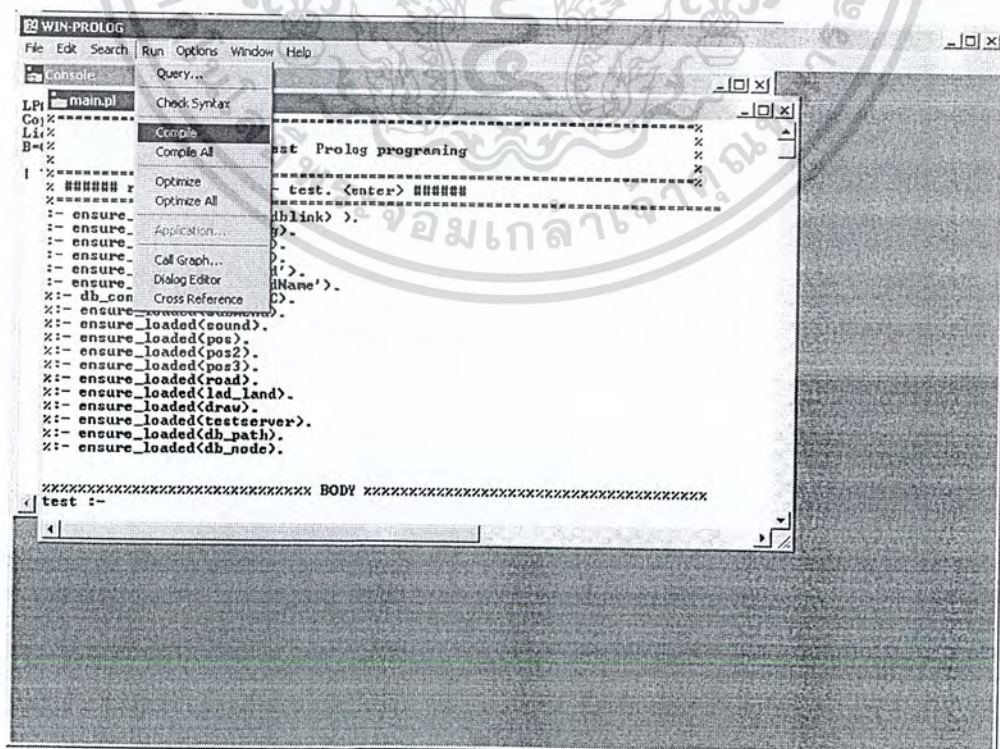 WIN-PROLOG
File Edit Search Run Options Window Help
Console
main.pl
Query...
Check Syntax
Compile
Compile All
Optimize
Optimize All
Application...
Call Graph...
Dialog Editor
Cross Reference
%==============================================================%
% est Prolog programing %
% %
%==============================================================%
% ###### r - test. <enter> ######
%==============================================================
:- ensure_ dblink> ).
:- ensure_ g>.
:- ensure_ >.
:- ensure_ >.
:- ensure_ d'>.
:- ensure_ dName'>.
%:- db_con C>.
%:- ensure_loaded<
%:- ensure_loaded<sound>.
%:- ensure_loaded<pos>.
%:- ensure_loaded<pos2>.
%:- ensure_loaded<pos3>.
%:- ensure_loaded<road>.
%:- ensure_loaded<lad_land>.
%:- ensure_loaded<draw>.
%:- ensure_loaded<testserver>.
%:- ensure_loaded<db_path>.
%:- ensure_loaded<db_node>.
%%%%%%%%%%%%%%%%%%%%%%%%%%%%% BODY %%%%%%%%%%%%%%%%%%%%%%%%%%%%%%%%%%%%%
test :-